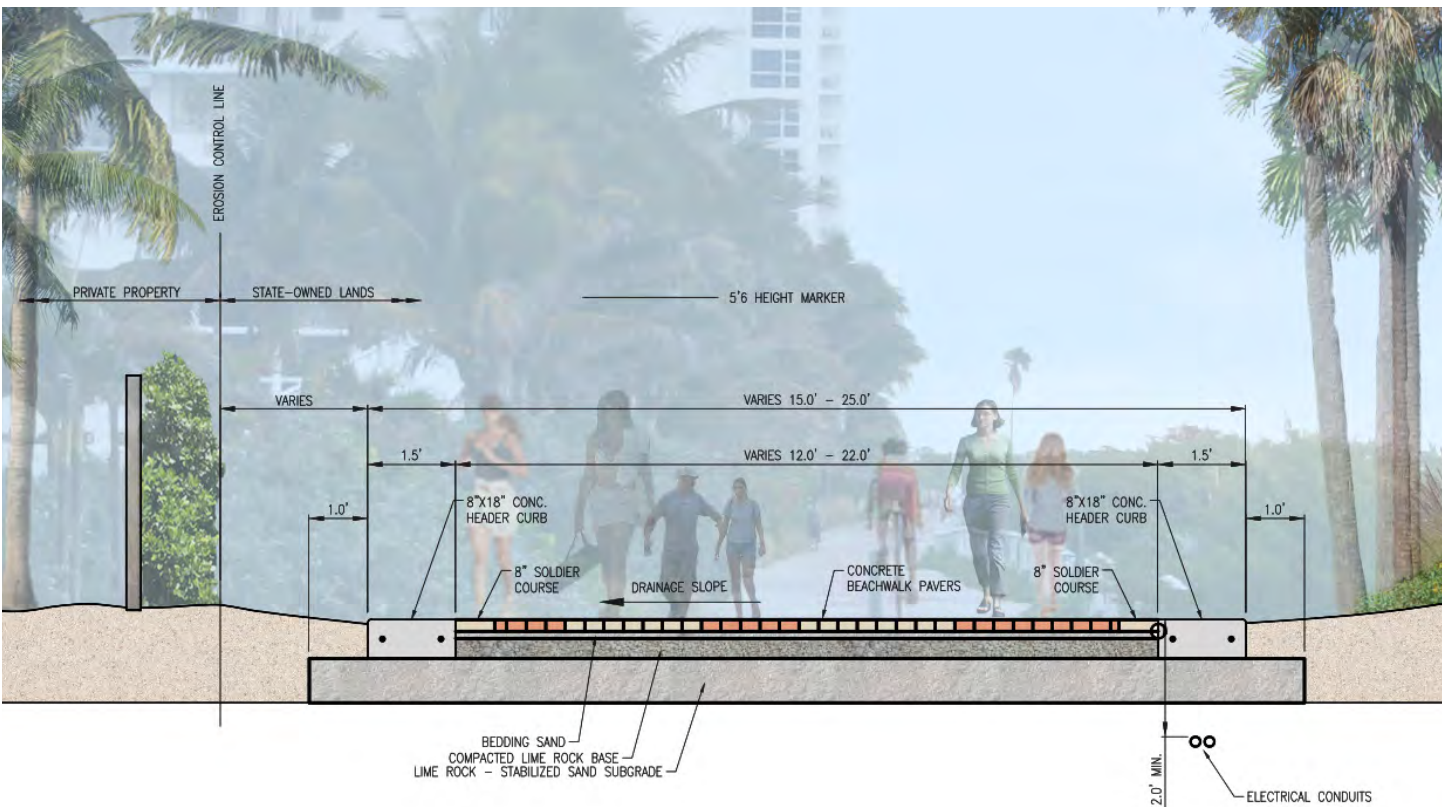 EROSION CONTROL LINE
PRIVATE PROPERTY
STATE-OWNED LANDS
5'6 HEIGHT MARKER
VARIES
VARIES 15.0' - 25.0'
1.5'
VARIES 12.0' - 22.0'
1.5'
1.0'
8"X18" CONC.
HEADER CURB
8"X18" CONC.
HEADER CURB
1.0'
8" SOLDIER
COURSE
DRAINAGE SLOPE
CONCRETE
BEACHWALK PAVERS
8" SOLDIER
COURSE
BEDDING SAND
COMPACTED LIME ROCK BASE
LIME ROCK - STABILIZED SAND SUBGRADE
2.0' MIN.
ELECTRICAL CONDUITS